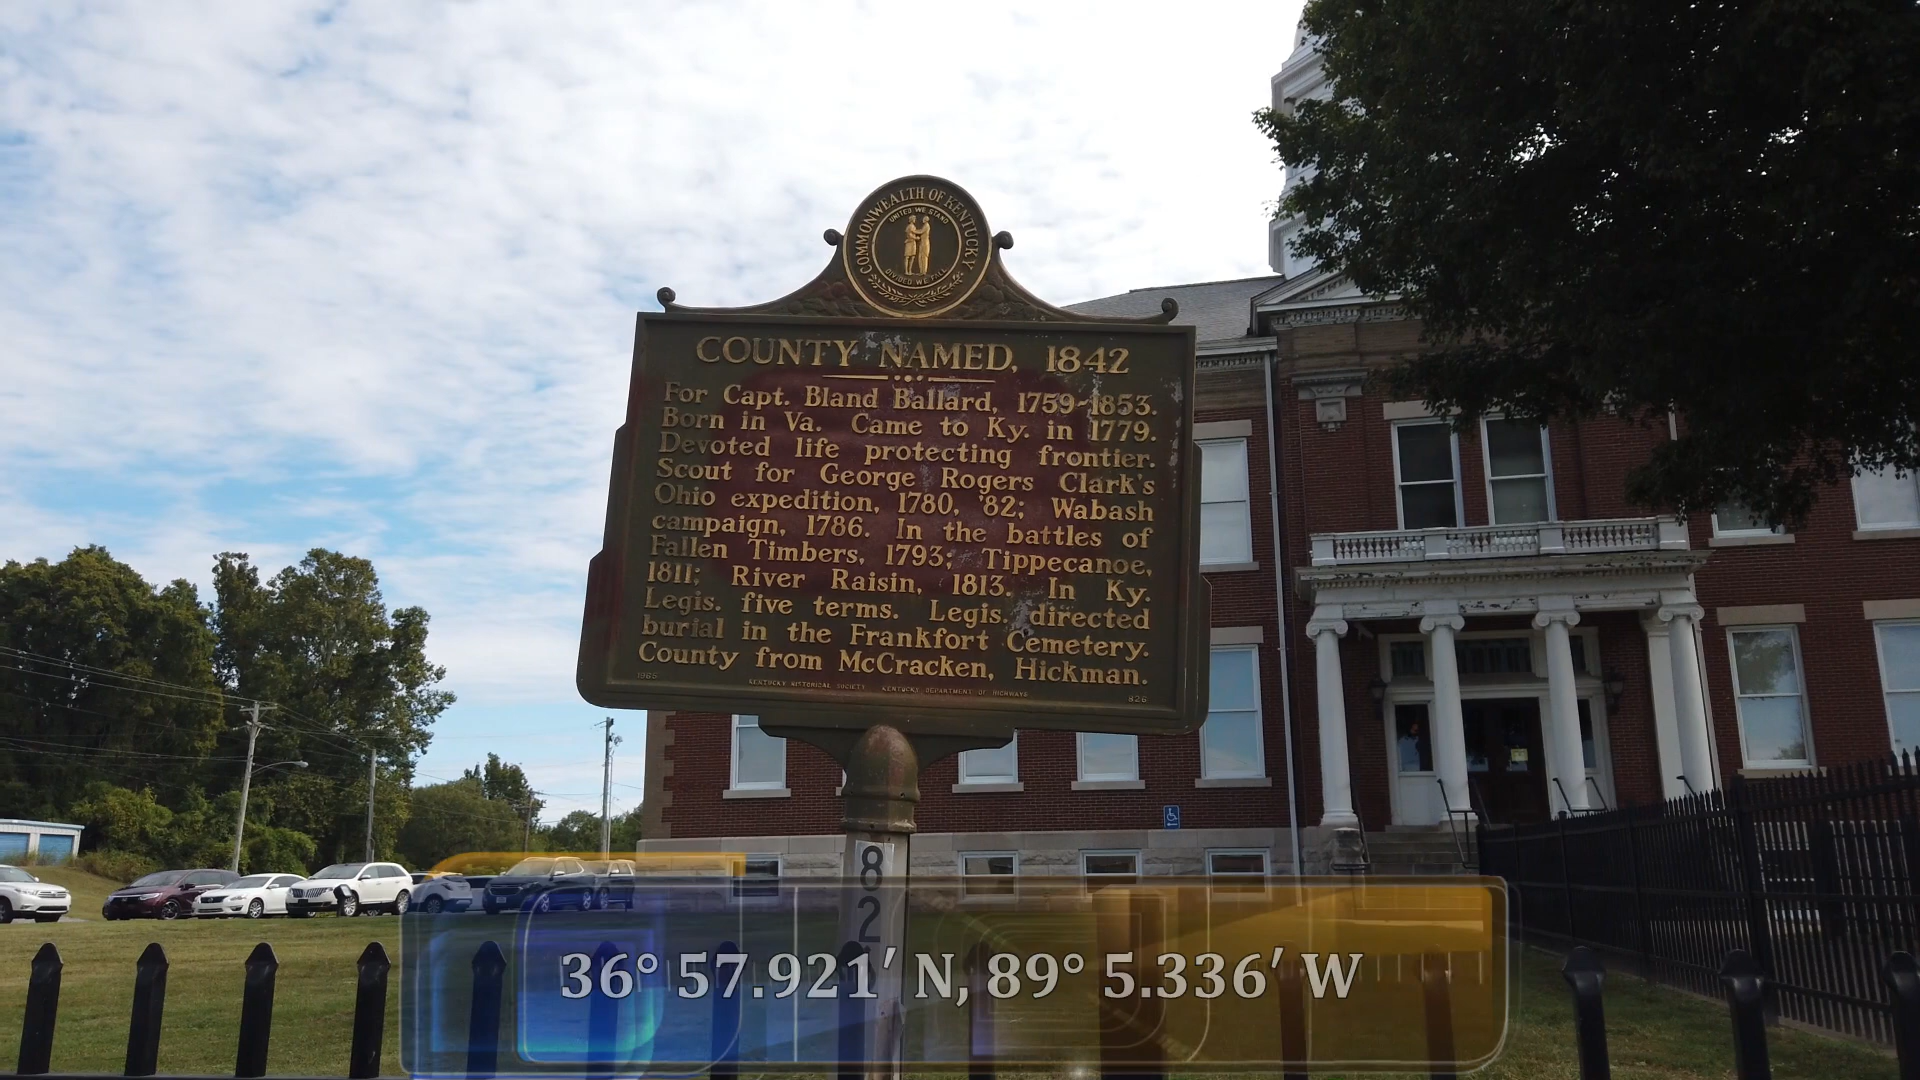 COMMONWEALTH OF KENTUCKY
UNITED WE STAND
DIVIDED WE FALL
COUNTY NAMED, 1842
For Capt. Bland Ballard, 1759-1853.
Born in Va. Came to Ky. in 1779.
Devoted life protecting frontier.
Scout for George Rogers Clark's
Ohio expedition, 1780, '82; Wabash
campaign, 1786. In the battles of
Fallen Timbers, 1793; Tippecanoe,
1811; River Raisin, 1813. In Ky.
Legis. five terms. Legis. directed
burial in the Frankfort Cemetery.
County from McCracken, Hickman.
1965 KENTUCKY HISTORICAL SOCIETY KENTUCKY DEPARTMENT OF HIGHWAYS 826
8
2
36° 57.921′ N, 89° 5.336′ W